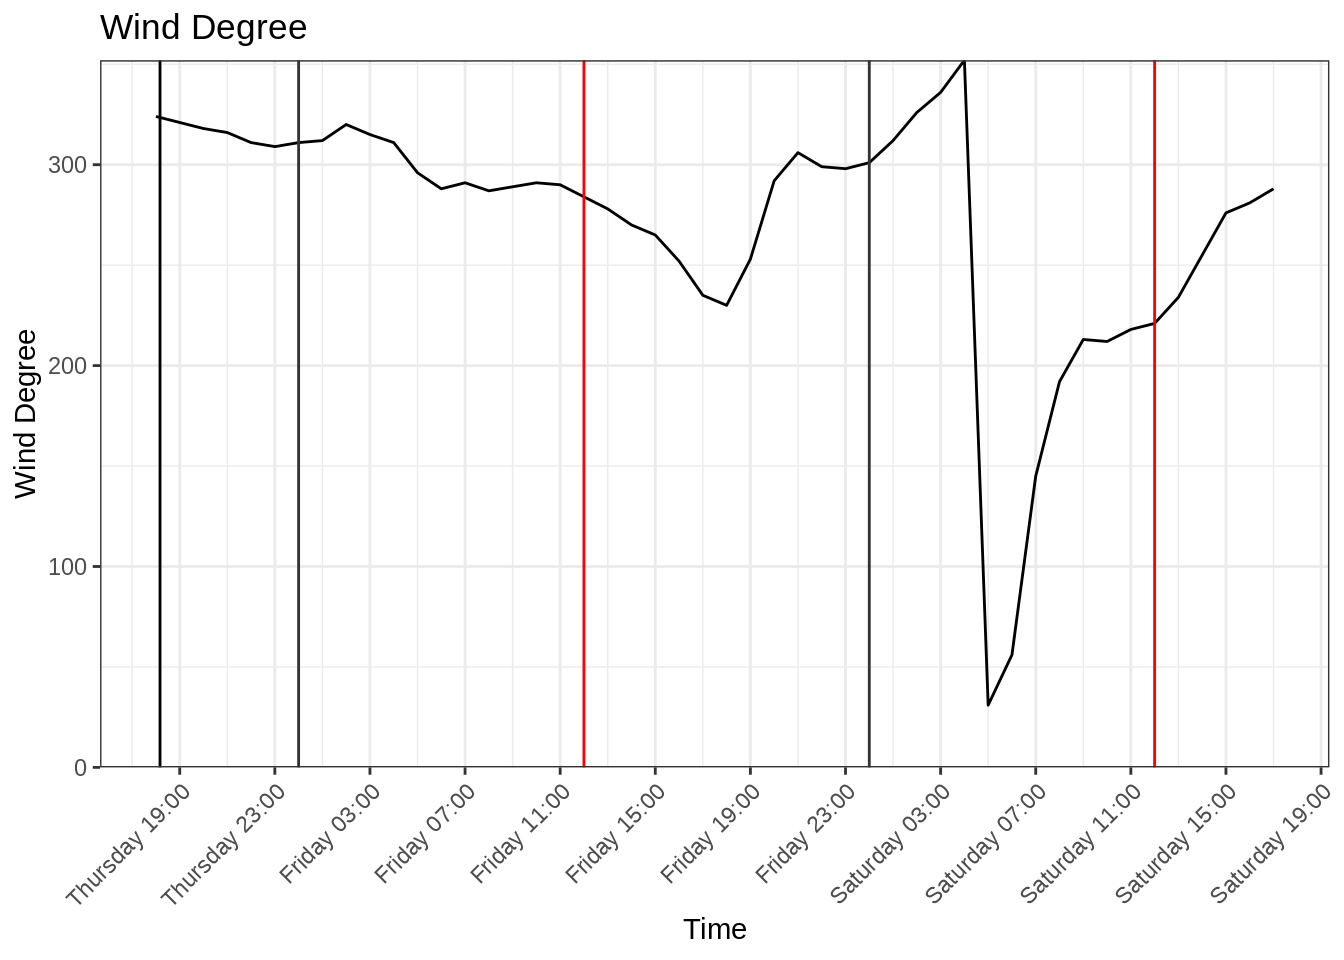 Wind Degree
Wind Degree
300
200
100
0
Thursday 19:00
Thursday 23:00
Friday 03:00
Friday 07:00
Friday 11:00
Friday 15:00
Friday 19:00
Friday 23:00
Saturday 03:00
Saturday 07:00
Saturday 11:00
Saturday 15:00
Saturday 19:00
Time